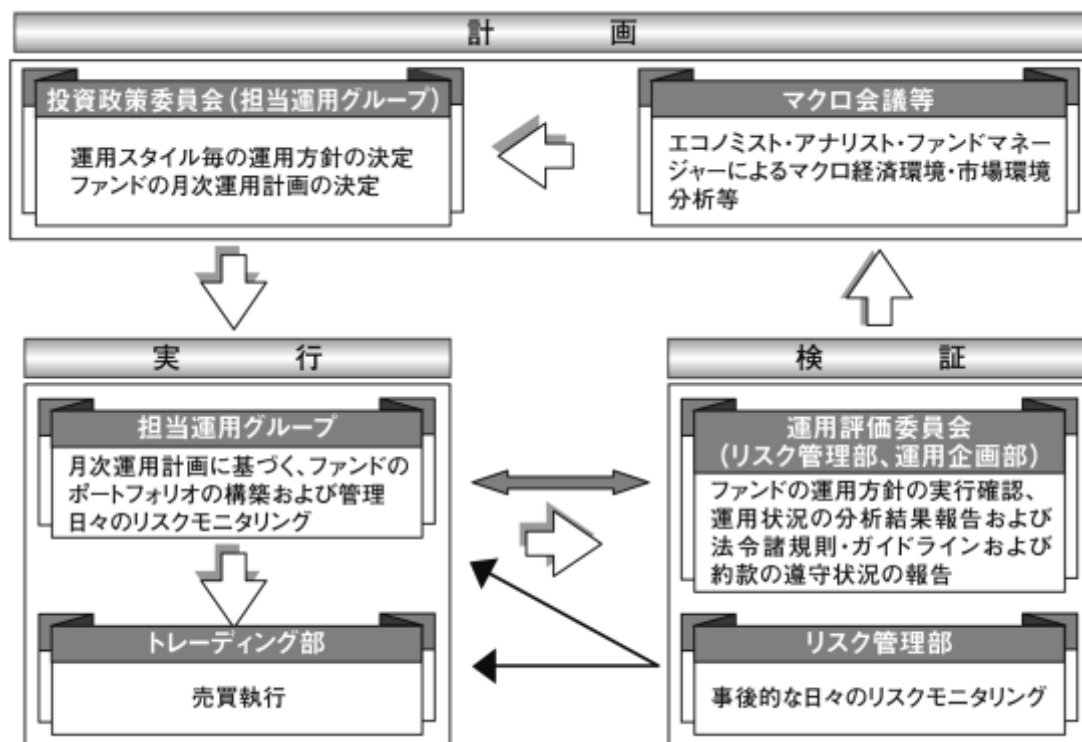 計画
投資政策委員会(担当運用グループ)
運用スタイル毎の運用方針の決定
ファンドの月次運用計画の決定
マクロ会議等
エコノミスト・アナリスト・ファンドマネー
ジャーによるマクロ経済環境・市場環境
分析等
実行
担当運用グループ
月次運用計画に基づく、ファンドの
ポートフォリオの構築および管理
日々のリスクモニタリング
トレーディング部
売買執行
検証
運用評価委員会
(リスク管理部、運用企画部)
ファンドの運用方針の実行確認、
運用状況の分析結果報告および
法令諸規則・ガイドラインおよび
約款の遵守状況の報告
リスク管理部
事後的な日々のリスクモニタリング